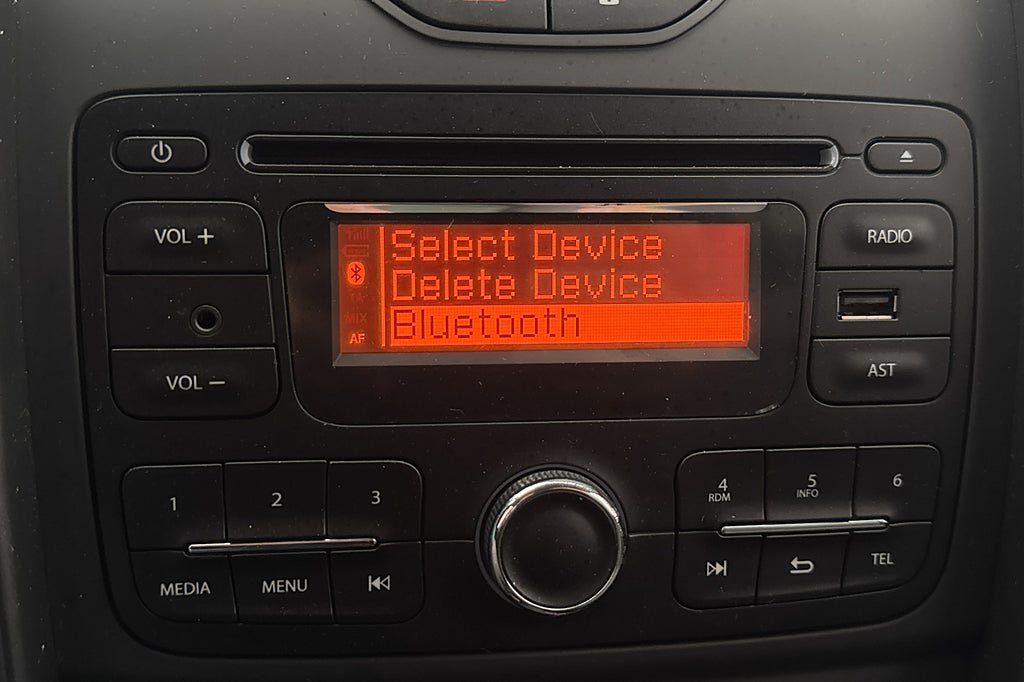 VOL +
Select Device
Delete Device
Bluetooth
TA
MIX
AF
VOL −
RADIO
AST
1
2
3
MEDIA
MENU
4
RDM
5
INFO
6
TEL